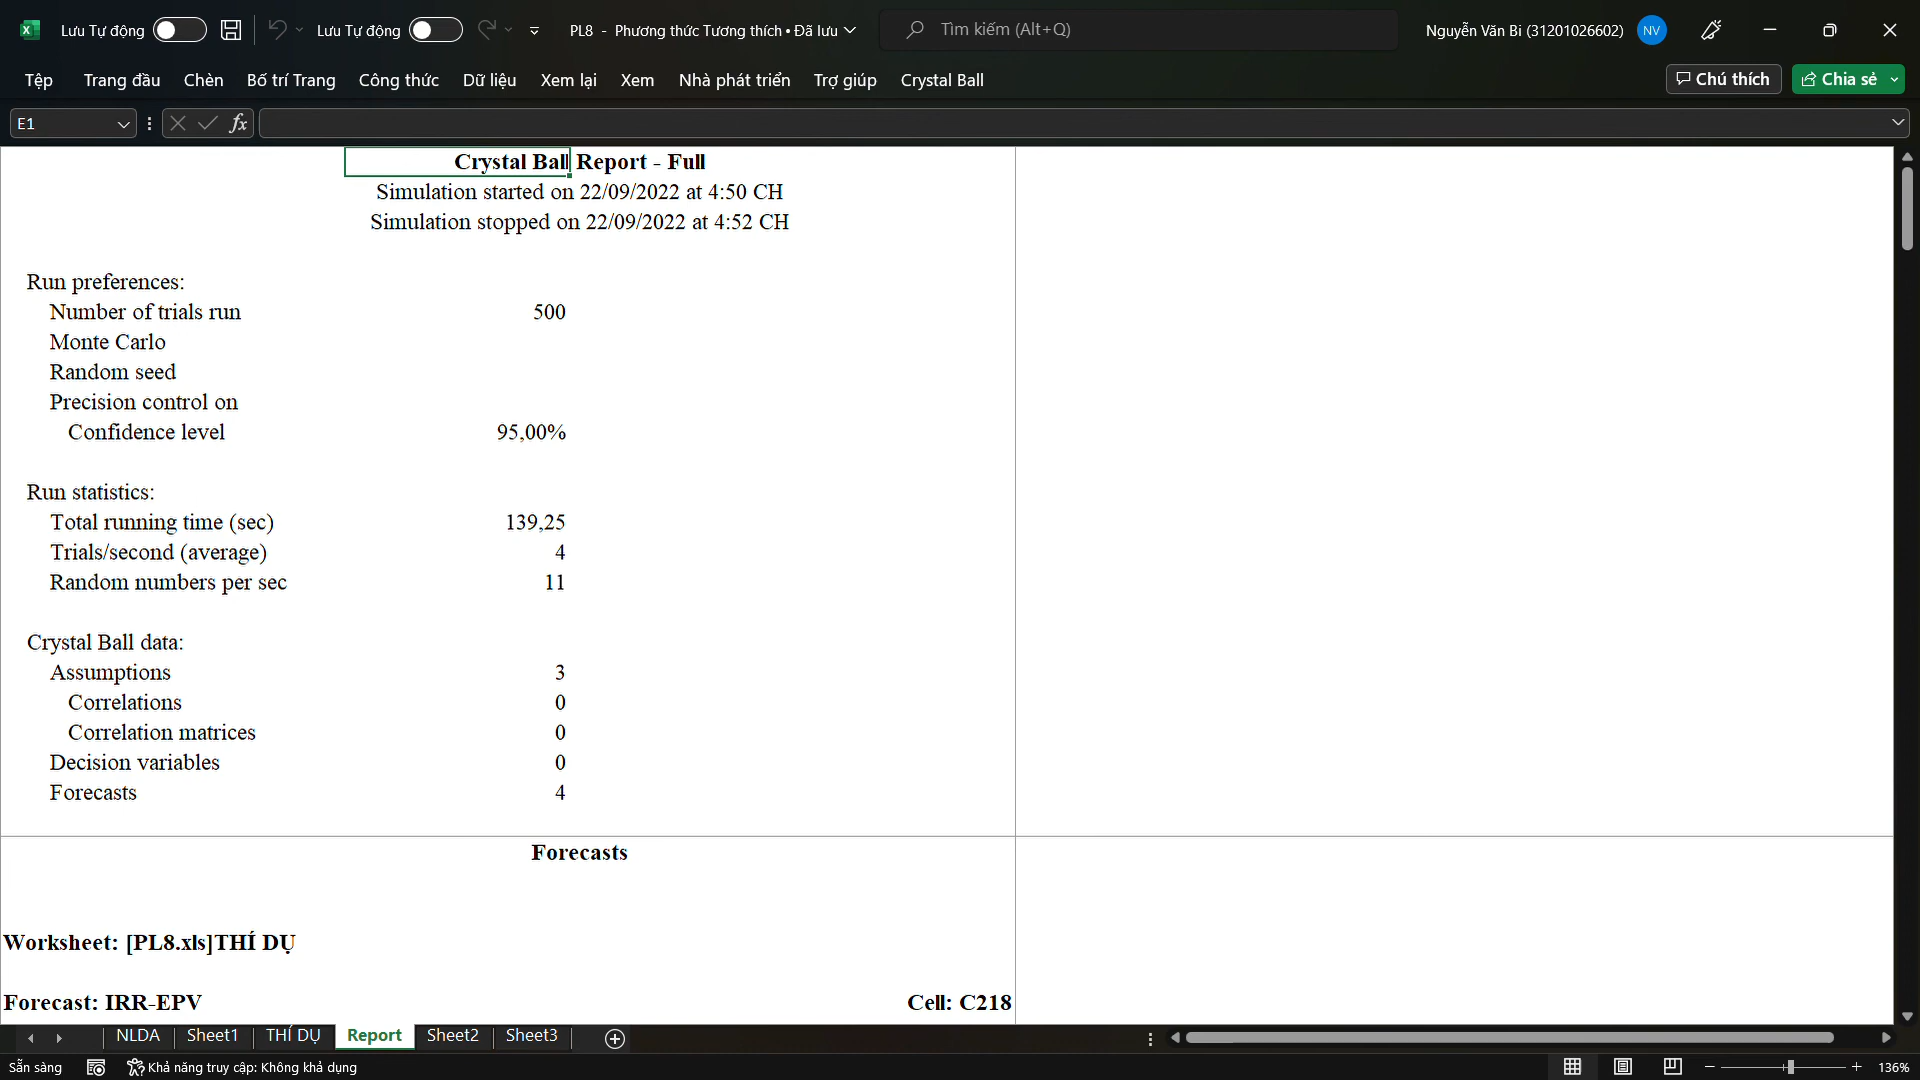 Lưu Tự động
Lưu Tự động
PL8 - Phương thức Tương thích • Đã lưu
Tìm kiếm (Alt+Q)
Nguyễn Văn Bi (31201026602)
NV
Tệp Trang đầu Chèn Bố trí Trang Công thức Dữ liệu Xem lại Xem Nhà phát triển Trợ giúp Crystal Ball
Chú thích
Chia sẻ
E1
fx
Crystal Ball Report - Full
Simulation started on 22/09/2022 at 4:50 CH
Simulation stopped on 22/09/2022 at 4:52 CH
Run preferences:
Number of trials run 500
Monte Carlo
Random seed
Precision control on
Confidence level 95,00%
Run statistics:
Total running time (sec) 139,25
Trials/second (average) 4
Random numbers per sec 11
Crystal Ball data:
Assumptions 3
Correlations 0
Correlation matrices 0
Decision variables 0
Forecasts 4
Forecasts
Worksheet: [PL8.xls]THÍ DỤ
Forecast: IRR-EPV Cell: C218
NLDA Sheet1 THÍ DỤ Report Sheet2 Sheet3
Sẵn sàng
Khả năng truy cập: Không khả dụng
136%